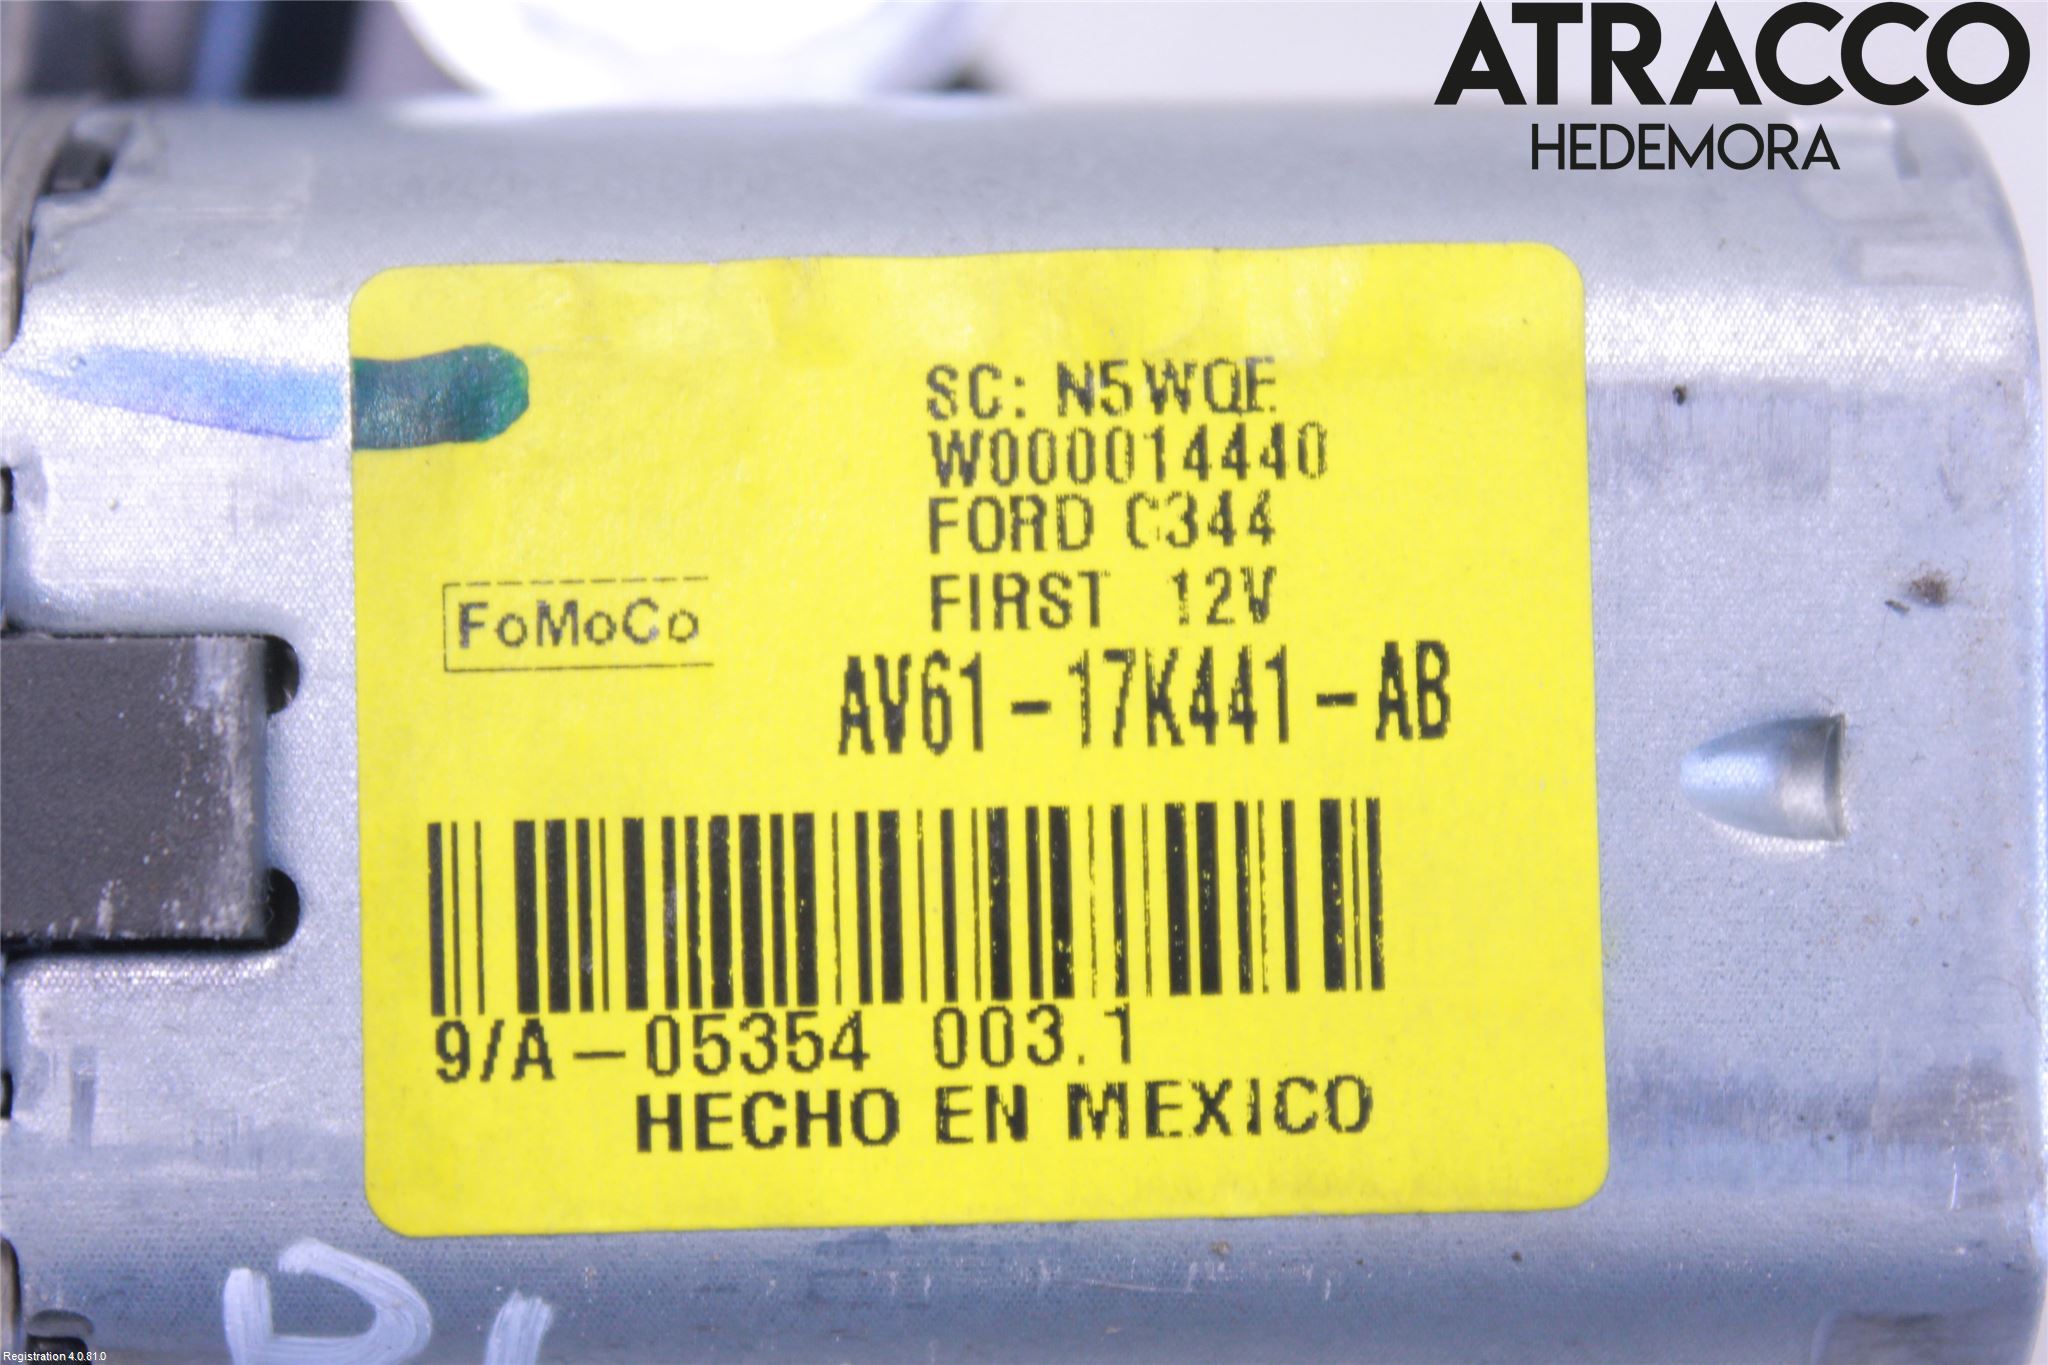 ATRACCO
HEDEMORA
SC: N5WQE
W000014440
FORD C344
FoMoCo
FIRST 12V
AV61-17K441-AB
9/A-05354 003.1
HECHO EN MEXICO
Registration 4.0.81.0